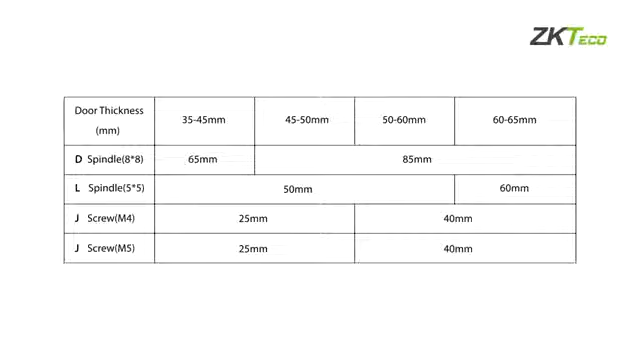 ZKTeco
Door Thickness (mm) 35-45mm 45-50mm 50-60mm 60-65mm
D Spindle(8*8) 65mm 85mm
L Spindle(5*5) 50mm 60mm
J Screw(M4) 25mm 40mm
J Screw(M5) 25mm 40mm